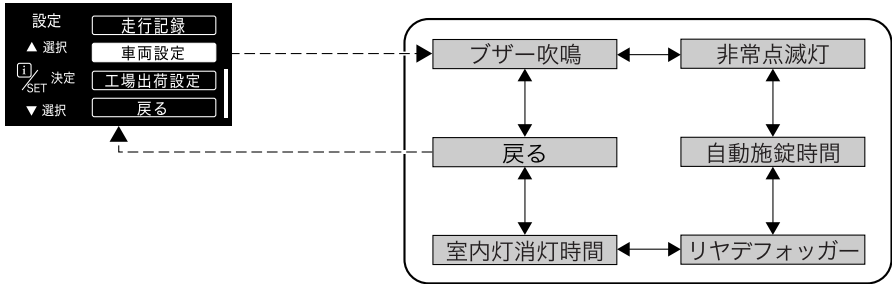 設定
▲ 選択
i/SET 決定
▼ 選択
走行記録
車両設定
工場出荷設定
戻る
ブザー吹鳴
非常点滅灯
戻る
自動施錠時間
室内灯消灯時間
リヤデフォッガー